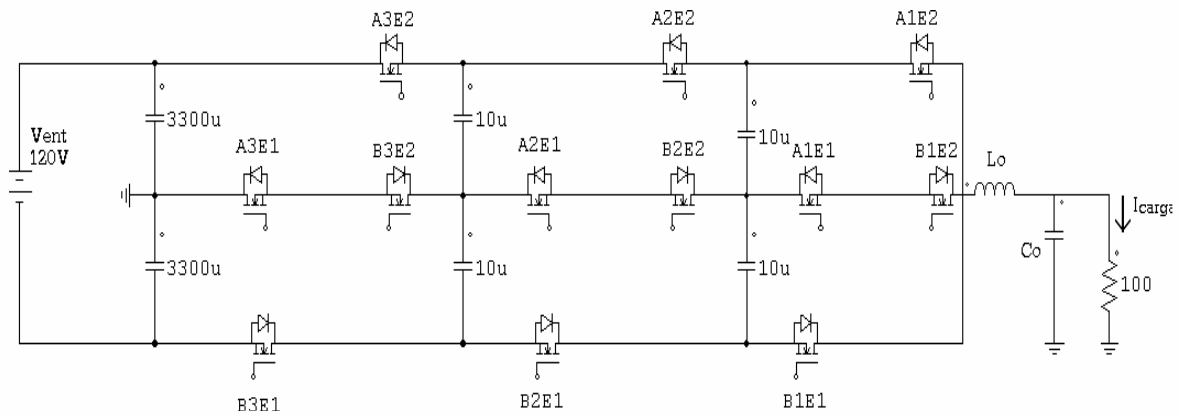 A3E2
A2E2
A1E2
Vent
120V
3300u
10u
10u
A3E1
B3E2
A2E1
B2E2
A1E1
B1E2
Lo
Icarga
3300u
10u
10u
Co
100
B3E1
B2E1
B1E1